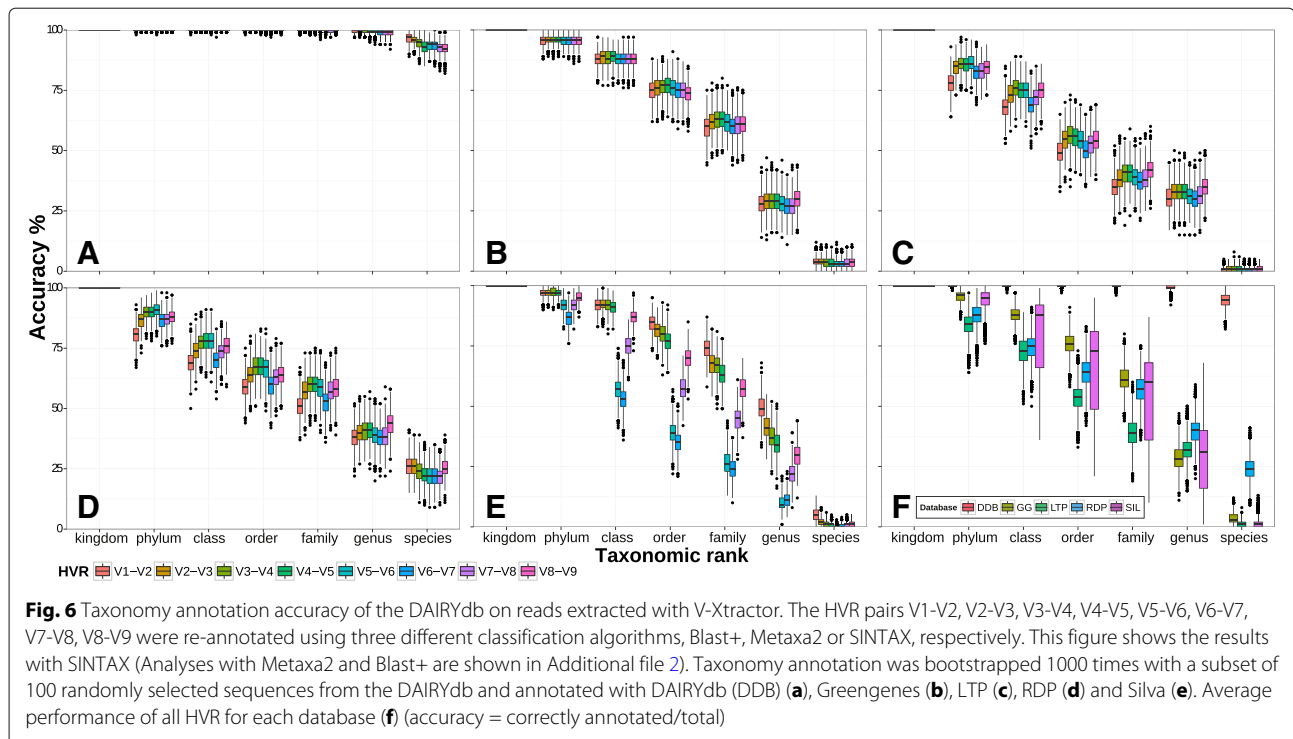 100
75
50
25
0
A
B
C
Accuracy %
100
75
50
25
0
D
E
F
Database DDB GG LTP RDP SIL
kingdom phylum class order family genus species
kingdom phylum class order family genus species
kingdom phylum class order family genus species
Taxonomic rank
HVR V1–V2 V2–V3 V3–V4 V4–V5 V5–V6 V6–V7 V7–V8 V8–V9
Fig. 6 Taxonomy annotation accuracy of the DAIRYdb on reads extracted with V-Xtractor. The HVR pairs V1-V2, V2-V3, V3-V4, V4-V5, V5-V6, V6-V7,
V7-V8, V8-V9 were re-annotated using three different classification algorithms, Blast+, Metaxa2 or SINTAX, respectively. This figure shows the results
with SINTAX (Analyses with Metaxa2 and Blast+ are shown in Additional file 2). Taxonomy annotation was bootstrapped 1000 times with a subset of
100 randomly selected sequences from the DAIRYdb and annotated with DAIRYdb (DDB) (a), Greengenes (b), LTP (c), RDP (d) and Silva (e). Average
performance of all HVR for each database (f) (accuracy = correctly annotated/total)